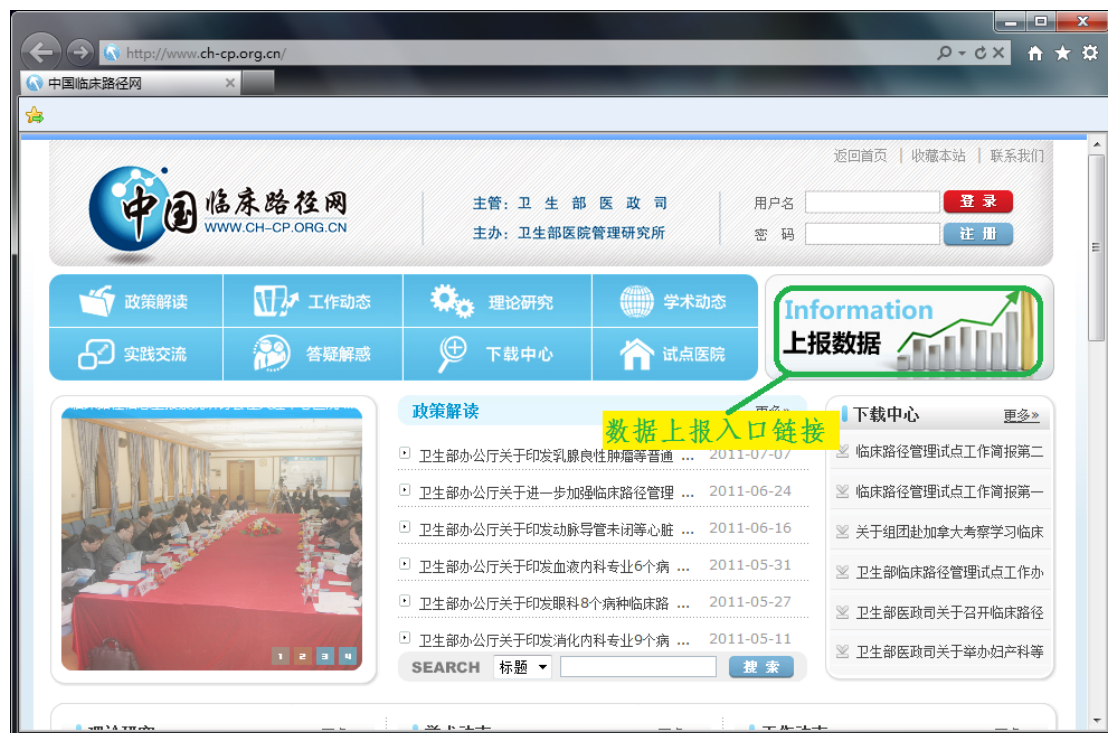 http://www.ch-cp.org.cn/
中国临床路径网
返回首页 | 收藏本站 | 联系我们
中国临床路径网
WWW.CH-CP.ORG.CN
主管: 卫 生 部 医 政 司
主办: 卫生部医院管理研究所
用户名
登 录
密 码
注 册
政策解读
工作动态
理论研究
学术动态
实践交流
答疑解惑
下载中心
试点医院
Information
上报数据
数据上报入口链接
政策解读
卫生部办公厅关于印发乳腺良性肿瘤等普通 ... 2011-07-07
卫生部办公厅关于进一步加强临床路径管理 ... 2011-06-24
卫生部办公厅关于印发动脉导管未闭等心脏 ... 2011-06-16
卫生部办公厅关于印发血液内科专业6个病 ... 2011-05-31
卫生部办公厅关于印发眼科8个病种临床路 ... 2011-05-27
卫生部办公厅关于印发消化内科专业9个病 ... 2011-05-11
SEARCH 标题 搜 索
1 2 3 4
下载中心 更多»
临床路径管理试点工作简报第二
临床路径管理试点工作简报第一
关于组团赴加拿大考察学习临床
卫生部临床路径管理试点工作办
卫生部医政司关于召开临床路径
卫生部医政司关于举办妇产科等